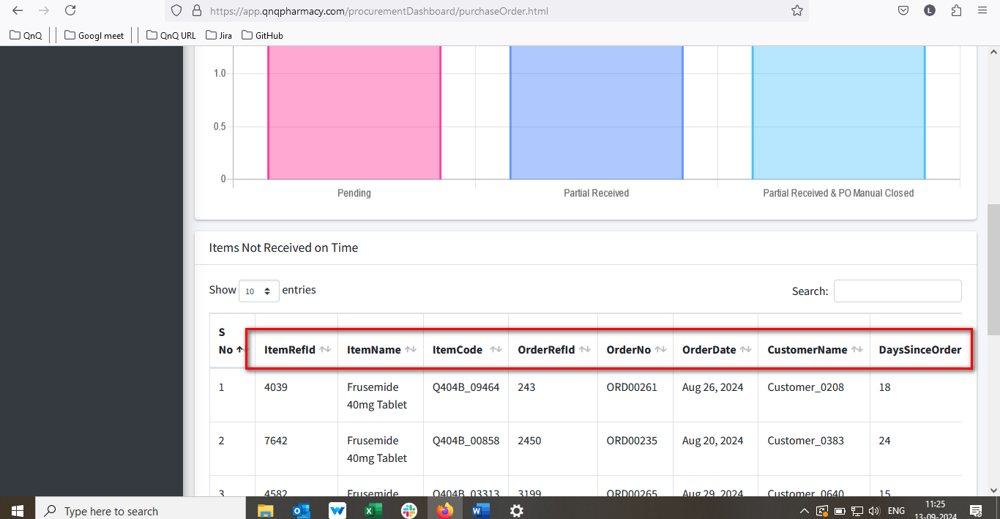 https://app.qnqpharmacy.com/procurementDashboard/purchaseOrder.html
L
QnQ
Googl meet
QnQ URL
Jira
GitHub
1.0
0.5
0
Pending
Partial Received
Partial Received & PO Manual Closed
Items Not Received on Time
Show 10 entries
Search:
S No ItemRefId ItemName ItemCode OrderRefId OrderNo OrderDate CustomerName DaysSinceOrder
1 4039 Frusemide 40mg Tablet Q404B_09464 243 ORD00261 Aug 26, 2024 Customer_0208 18
2 7642 Frusemide 40mg Tablet Q404B_00858 2450 ORD00235 Aug 20, 2024 Customer_0383 24
3 4582 Frusemide Q404B_03313 3199 ORD00265 Aug 29, 2024 Customer_0640 15
Type here to search
ENG
11:25
13-09-2024